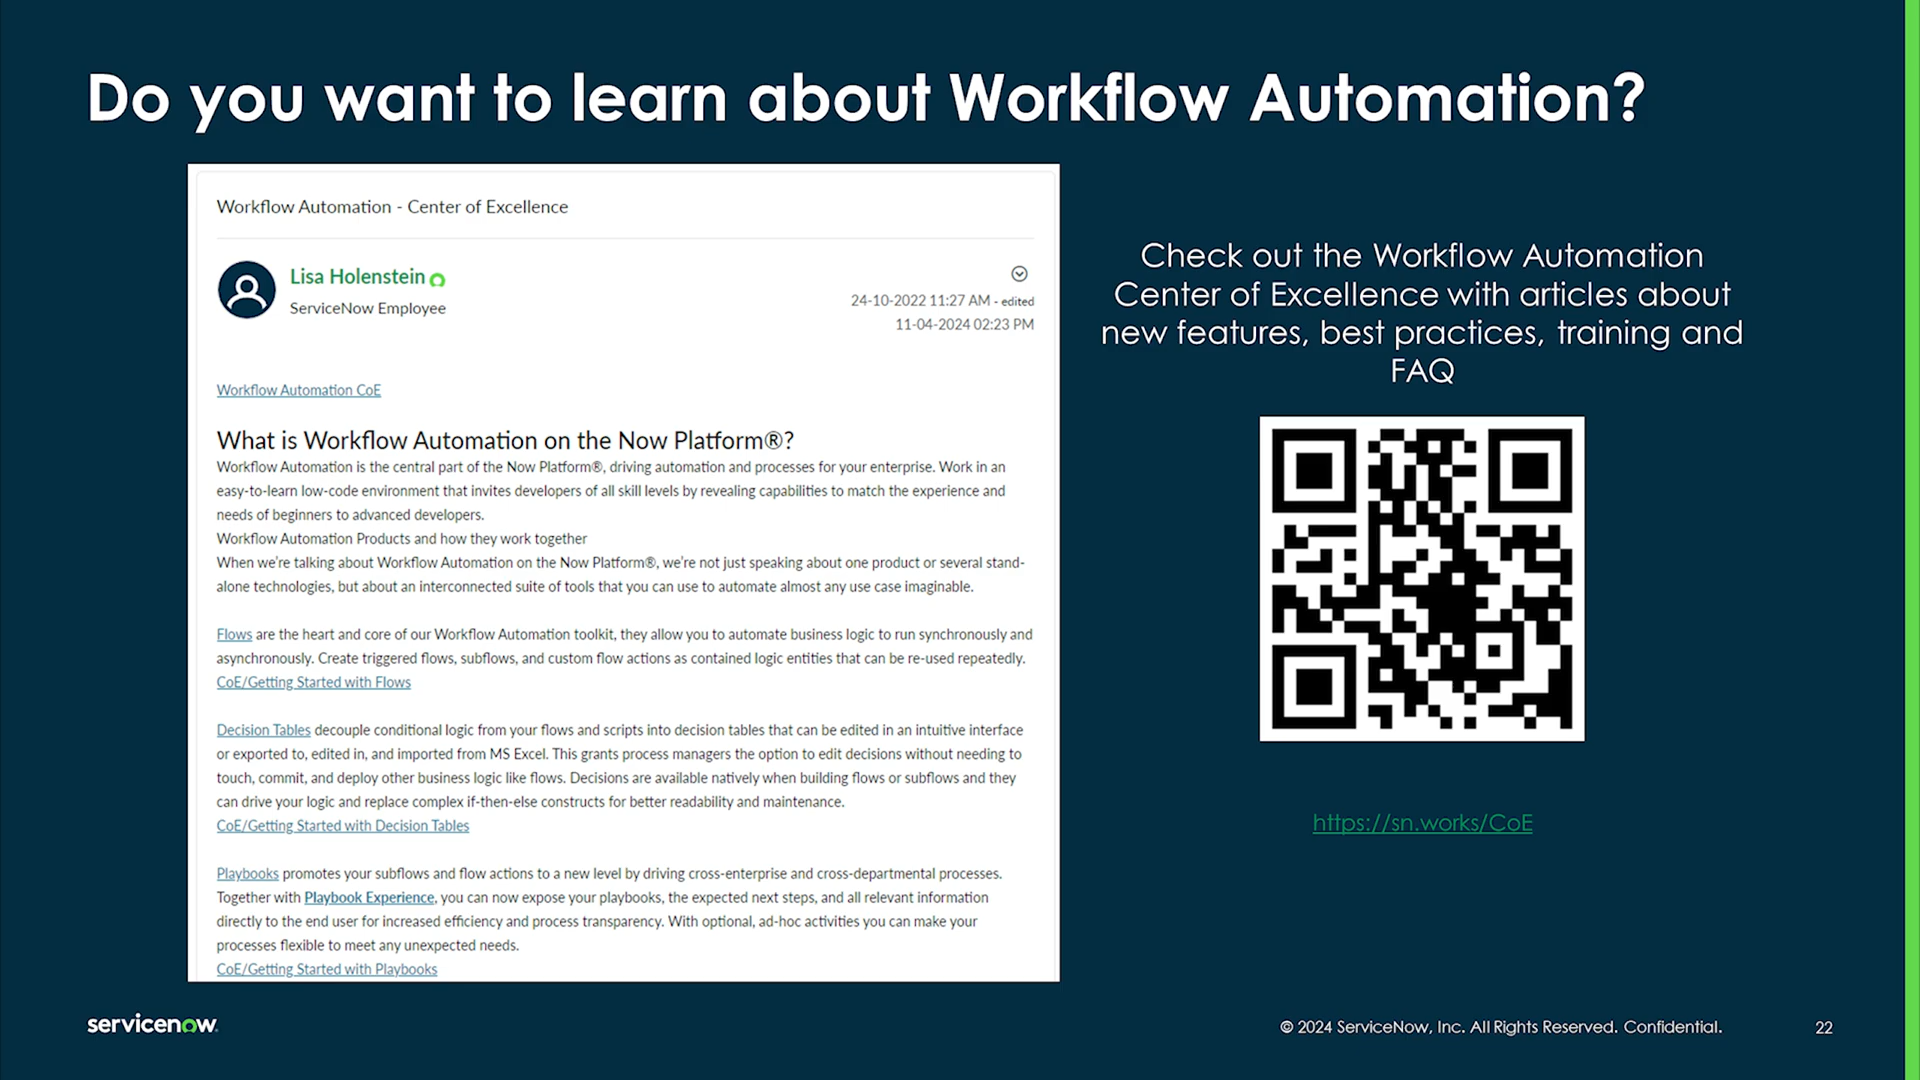 Do you want to learn about Workflow Automation?
Workflow Automation - Center of Excellence
Lisa Holenstein
ServiceNow Employee
24-10-2022 11:27 AM - edited
11-04-2024 02:23 PM
Workflow Automation CoE
What is Workflow Automation on the Now Platform®?
Workflow Automation is the central part of the Now Platform®, driving automation and processes for your enterprise. Work in an
easy-to-learn low-code environment that invites developers of all skill levels by revealing capabilities to match the experience and
needs of beginners to advanced developers.
Workflow Automation Products and how they work together
When we're talking about Workflow Automation on the Now Platform®, we're not just speaking about one product or several stand-
alone technologies, but about an interconnected suite of tools that you can use to automate almost any use case imaginable.
Flows are the heart and core of our Workflow Automation toolkit, they allow you to automate business logic to run synchronously and
asynchronously. Create triggered flows, subflows, and custom flow actions as contained logic entities that can be re-used repeatedly.
CoE/Getting Started with Flows
Decision Tables decouple conditional logic from your flows and scripts into decision tables that can be edited in an intuitive interface
or exported to, edited in, and imported from MS Excel. This grants process managers the option to edit decisions without needing to
touch, commit, and deploy other business logic like flows. Decisions are available natively when building flows or subflows and they
can drive your logic and replace complex if-then-else constructs for better readability and maintenance.
CoE/Getting Started with Decision Tables
Playbooks promotes your subflows and flow actions to a new level by driving cross-enterprise and cross-departmental processes.
Together with Playbook Experience, you can now expose your playbooks, the expected next steps, and all relevant information
directly to the end user for increased efficiency and process transparency. With optional, ad-hoc activities you can make your
processes flexible to meet any unexpected needs.
CoE/Getting Started with Playbooks
Check out the Workflow Automation
Center of Excellence with articles about
new features, best practices, training and
FAQ
https://sn.works/CoE
servicenow
© 2024 ServiceNow, Inc. All Rights Reserved. Confidential.
22